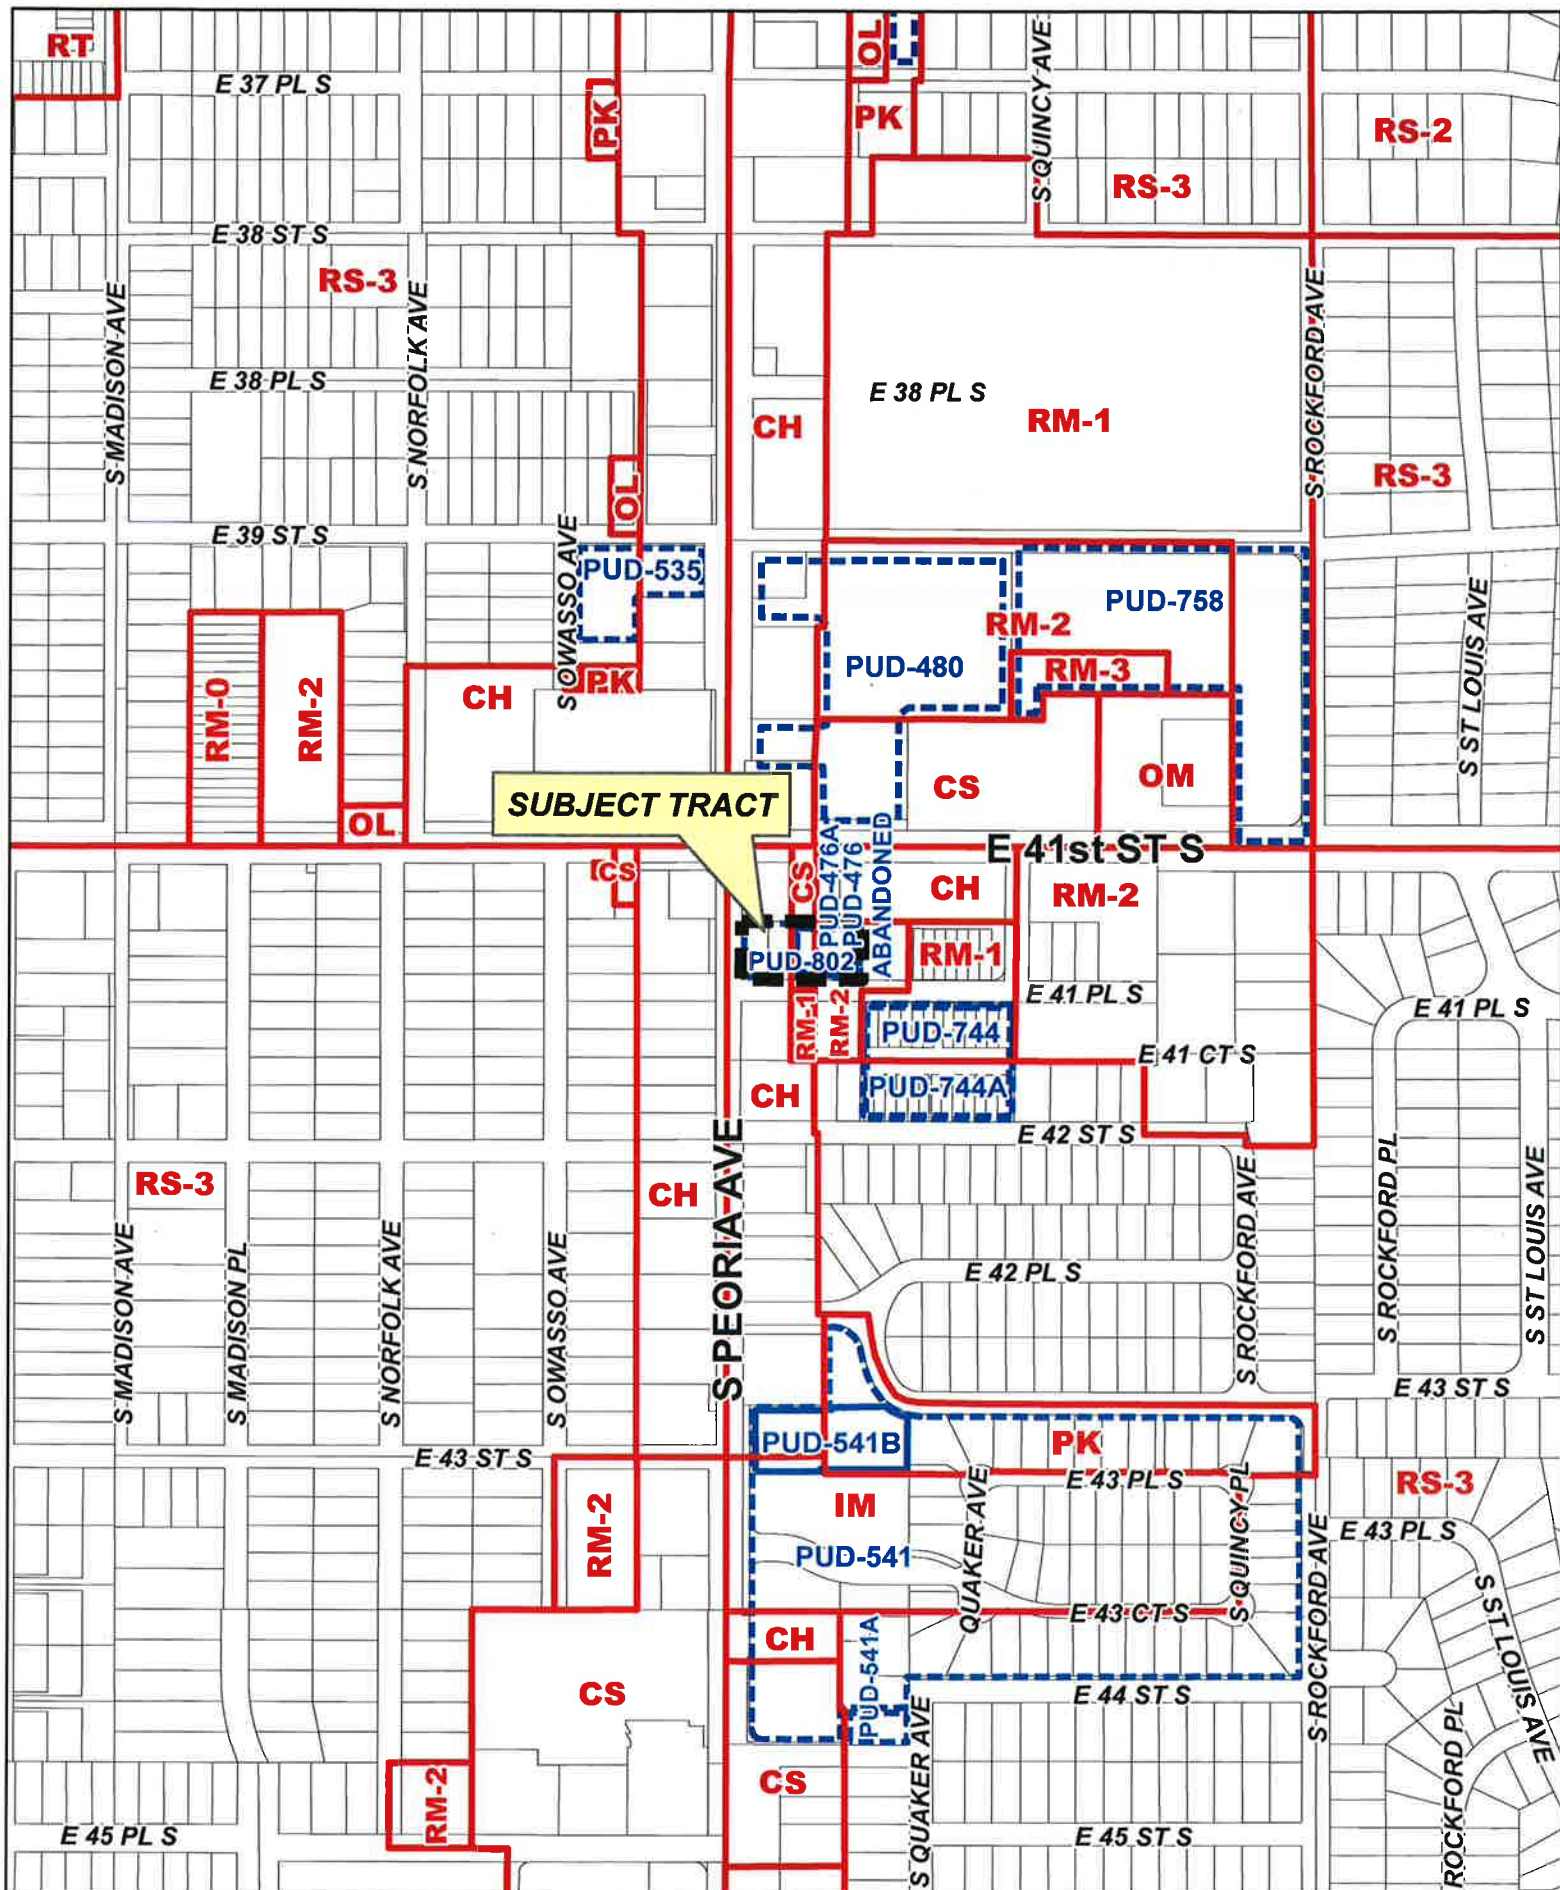 RT
OL
E 37 PL S
PK
PK
S QUINCY AVE
RS-2
RS-3
E 38 ST S
RS-3
S MADISON AVE
S NORFOLK AVE
S ROCKFORD AVE
E 38 PL S
E 38 PL S
CH
RM-1
RS-3
OL
E 39 ST S
S OWASSO AVE
PUD-535
PUD-758
RM-2
S ST LOUIS AVE
PUD-480
RM-3
PK
CH
RM-0
RM-2
CS
OM
SUBJECT TRACT
OL
E 41st ST S
CS
CS
PUD-476A
PUD-476
ABANDONED
CH
RM-2
PUD-802
RM-1
E 41 PL S
E 41 PL S
RM-1
RM-2
PUD-744
E 41 CT S
PUD-744A
CH
E 42 ST S
RS-3
CH
S PEORIA AVE
S MADISON AVE
S MADISON PL
S NORFOLK AVE
S OWASSO AVE
E 42 PL S
S ROCKFORD AVE
S ROCKFORD PL
S ST LOUIS AVE
E 43 ST S
PUD-541B
PK
E 43 ST S
E 43 PL S
RS-3
RM-2
IM
QUAKER AVE
S QUINCY PL
E 43 PL S
PUD-541
S ROCKFORD AVE
S ST LOUIS AVE
E 43 CT S
CH
PUD-541A
CS
E 44 ST S
CS
RM-2
S QUAKER AVE
ROCKFORD PL
E 45 PL S
E 45 ST S